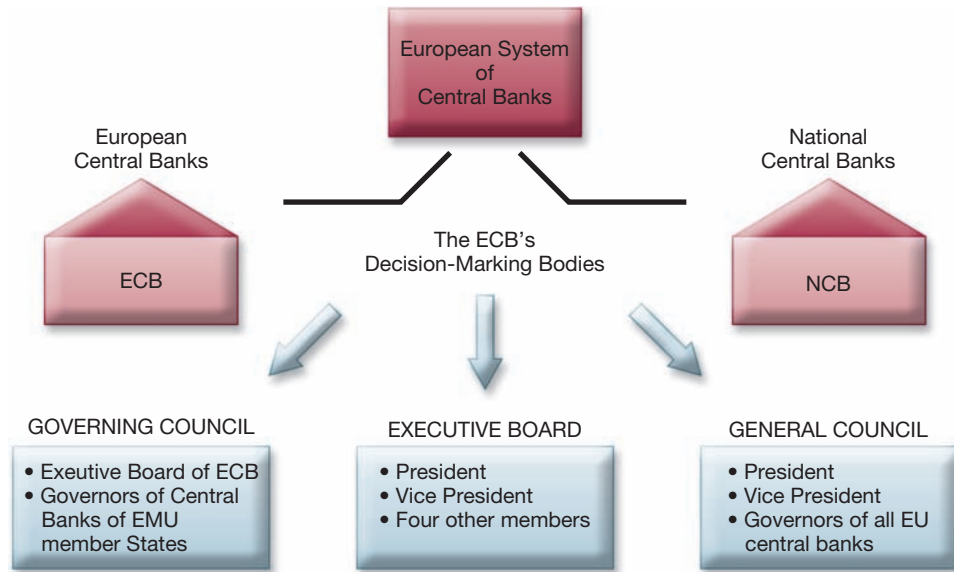 European System
of
Central Banks
European
Central Banks
National
Central Banks
ECB
The ECB's
Decision-Marking Bodies
NCB
GOVERNING COUNCIL
• Exeutive Board of ECB
• Governors of Central
Banks of EMU
member States
EXECUTIVE BOARD
• President
• Vice President
• Four other members
GENERAL COUNCIL
• President
• Vice President
• Governors of all EU
central banks